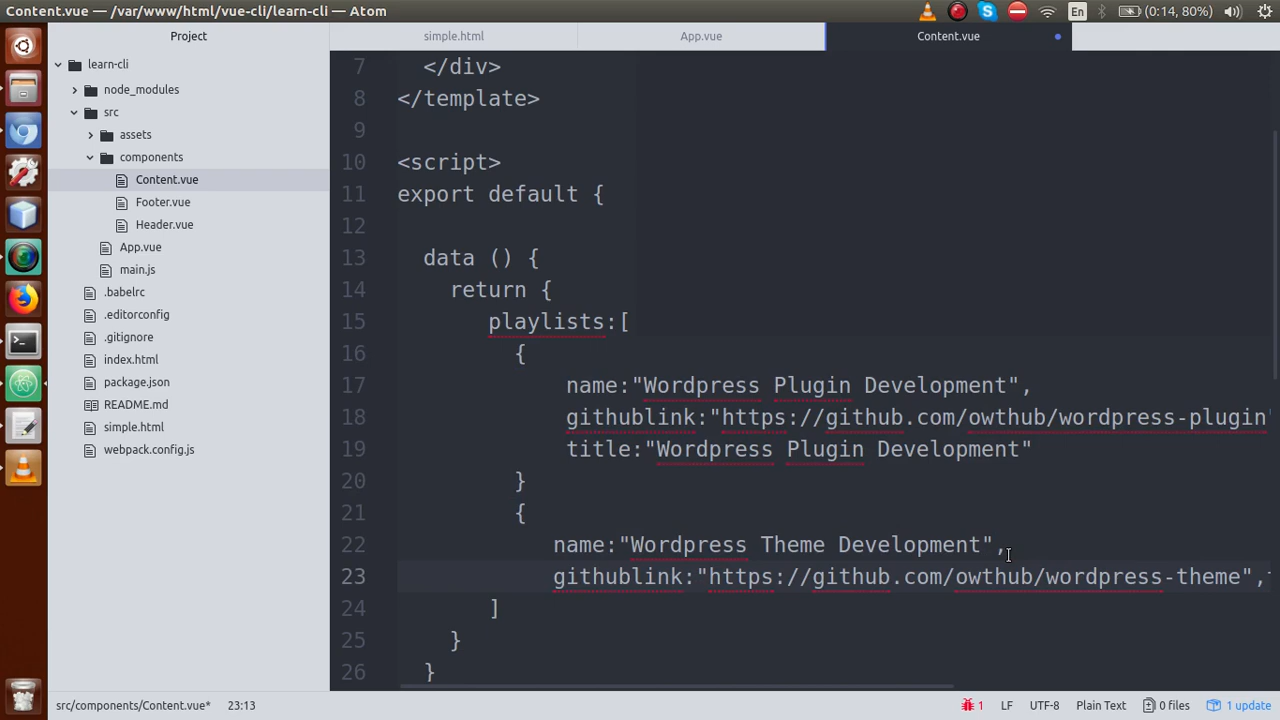 Content.vue — /var/www/html/vue-cli/learn-cli — Atom
En
(0:14, 80%)
Project
simple.html
App.vue
Content.vue
learn-cli
node_modules
src
assets
components
Content.vue
Footer.vue
Header.vue
App.vue
main.js
.babelrc
.editorconfig
.gitignore
index.html
package.json
README.md
simple.html
webpack.config.js
7 </div>
8 </template>
9
10 <script>
11 export default {
12
13 data () {
14 return {
15 playlists:[
16 {
17 name:"Wordpress Plugin Development",
18 githublink:"https://github.com/owthub/wordpress-plugin"
19 title:"Wordpress Plugin Development"
20 }
21 {
22 name:"Wordpress Theme Development",
23 githublink:"https://github.com/owthub/wordpress-theme",
24 ]
25 }
26 }
src/components/Content.vue* 23:13
1 LF UTF-8 Plain Text 0 files 1 update